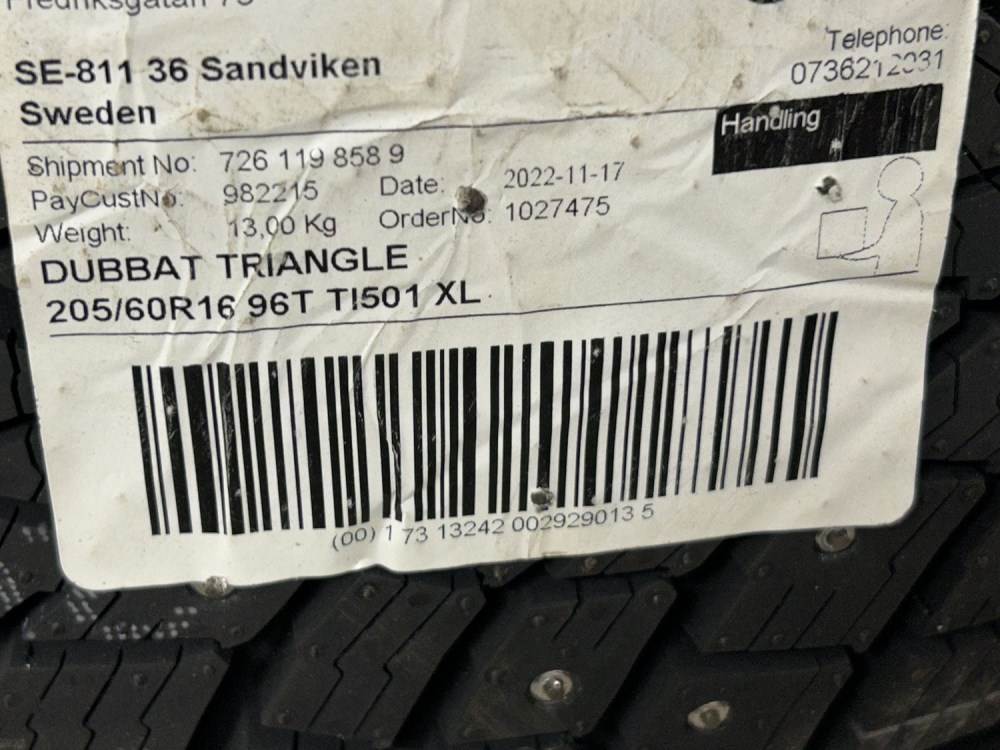 SE-811 36 Sandviken
Sweden
Telephone:
0736212031
Handling
Shipment No: 726 119 858 9
PayCustNo: 982215 Date: 2022-11-17
Weight: 13,00 Kg OrderNo: 1027475
DUBBAT TRIANGLE
205/60R16 96T TI501 XL
(00) 1 73 13242 002929013 5